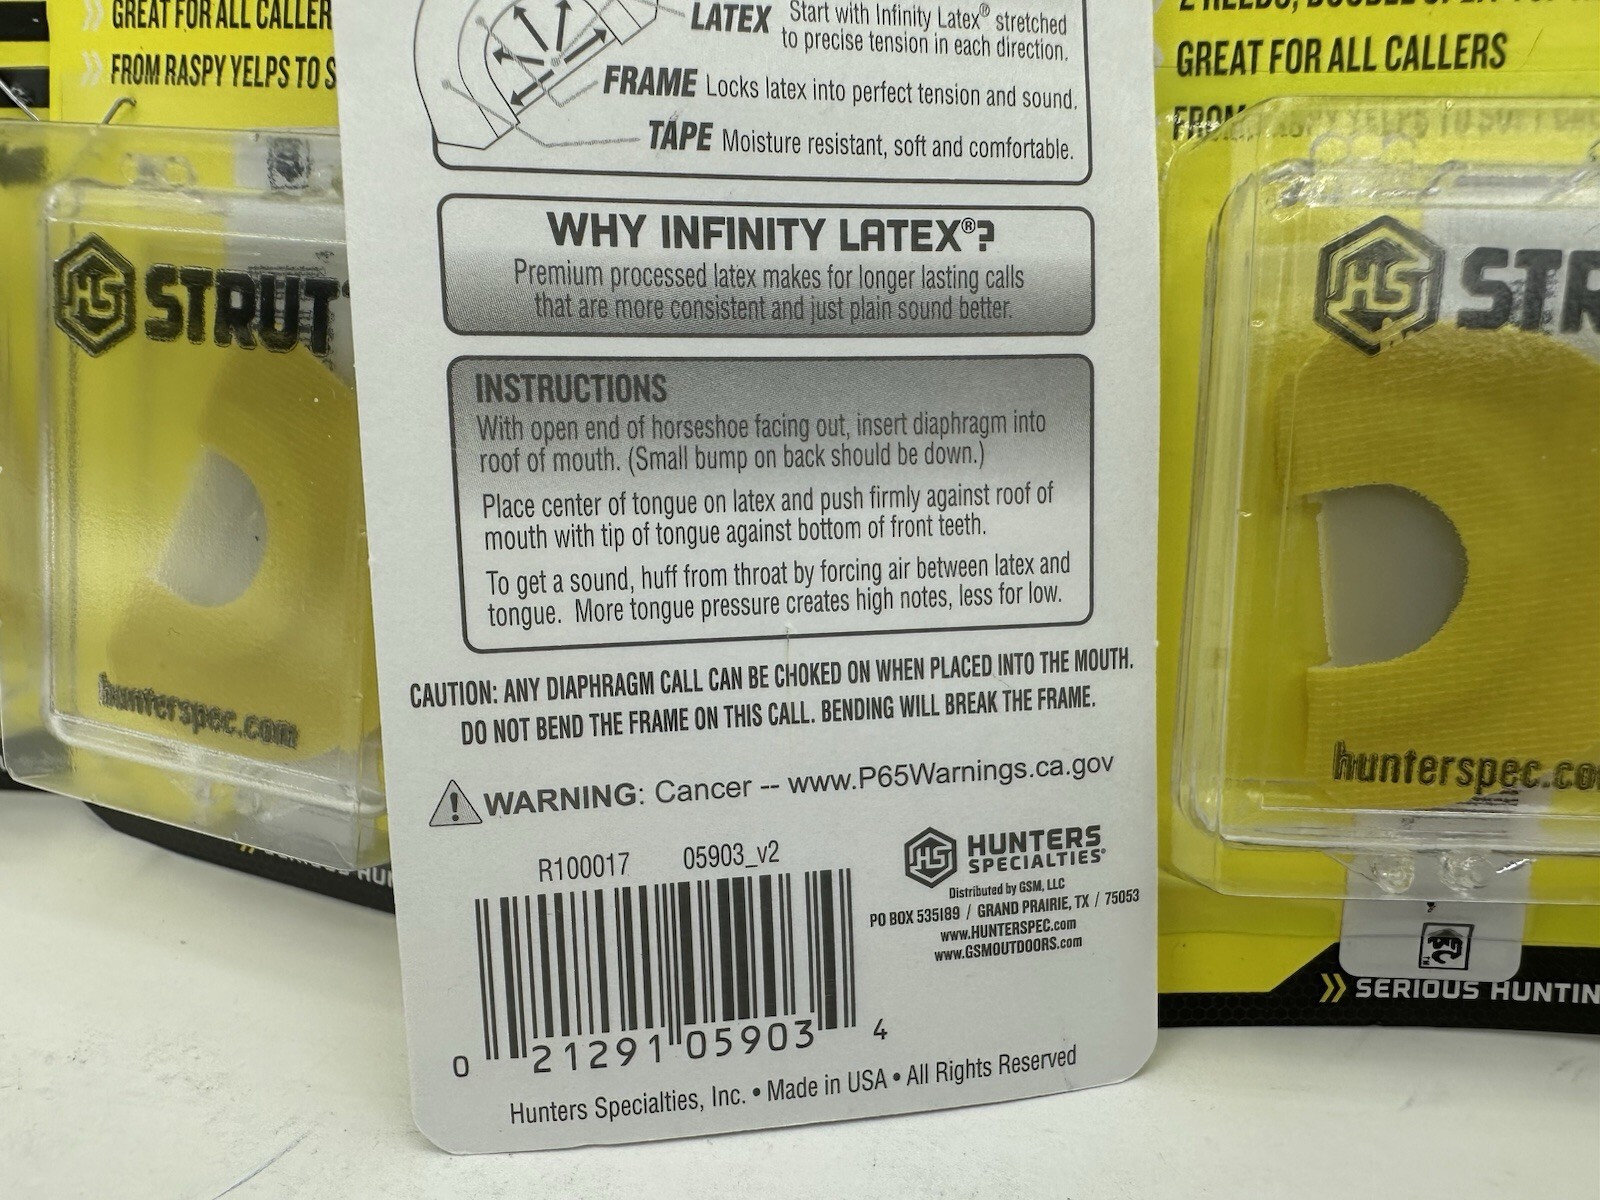 GREAT FOR ALL CALLER
FROM RASPY YELPS TO S
STRUT
hunterspec.com
LATEX Start with Infinity Latex® stretched
to precise tension in each direction.
FRAME Locks latex into perfect tension and sound.
TAPE Moisture resistant, soft and comfortable.
WHY INFINITY LATEX®?
Premium processed latex makes for longer lasting calls
that are more consistent and just plain sound better.
INSTRUCTIONS
With open end of horseshoe facing out, insert diaphragm into
roof of mouth. (Small bump on back should be down.)
Place center of tongue on latex and push firmly against roof of
mouth with tip of tongue against bottom of front teeth.
To get a sound, huff from throat by forcing air between latex and
tongue. More tongue pressure creates high notes, less for low.
CAUTION: ANY DIAPHRAGM CALL CAN BE CHOKED ON WHEN PLACED INTO THE MOUTH.
DO NOT BEND THE FRAME ON THIS CALL. BENDING WILL BREAK THE FRAME.
WARNING: Cancer -- www.P65Warnings.ca.gov
R100017 05903_v2
HS HUNTERS
SPECIALTIES®
Distributed by GSM, LLC
PO BOX 535189 / GRAND PRAIRIE, TX / 75053
www.HUNTERSPEC.com
www.GSMOUTDOORS.com
0 21291 05903 4
Hunters Specialties, Inc. • Made in USA • All Rights Reserved
GREAT FOR ALL CALLERS
FROM
HS STR
hunterspec.co
SERIOUS HUNTIN